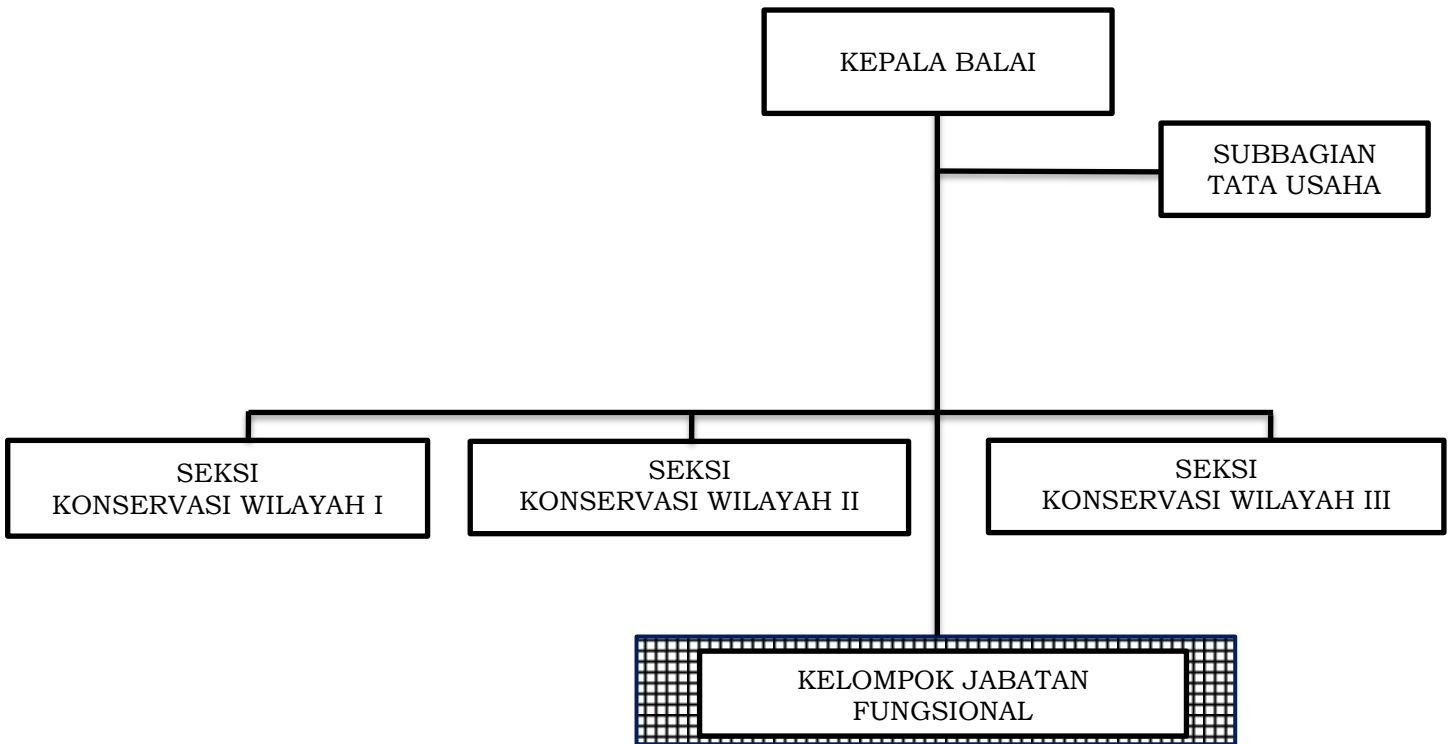 KEPALA BALAI
SUBBAGIAN
TATA USAHA
SEKSI
KONSERVASI WILAYAH I
SEKSI
KONSERVASI WILAYAH II
SEKSI
KONSERVASI WILAYAH III
KELOMPOK JABATAN
FUNGSIONAL